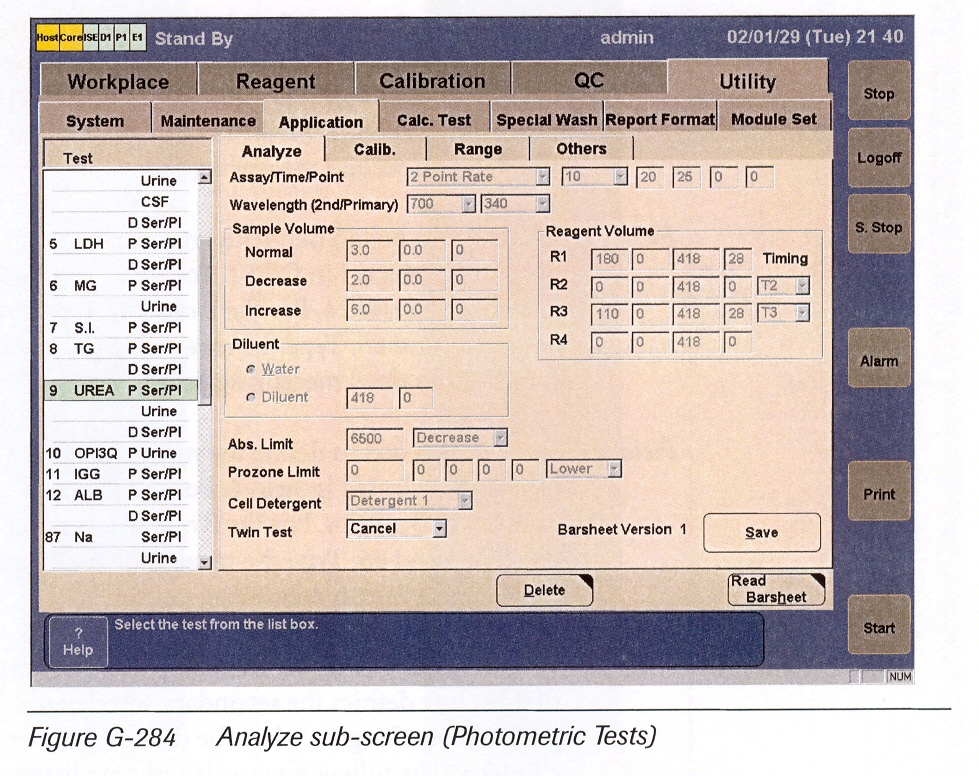 Host Core ISE D1 P1 E1 Stand By admin 02/01/29 (Tue) 21 40
Workplace Reagent Calibration QC Utility
Stop
System Maintenance Application Calc. Test Special Wash Report Format Module Set
Logoff
S. Stop
Alarm
Print
Start
Test
Urine
CSF
D Ser/Pl
5 LDH P Ser/Pl
D Ser/Pl
6 MG P Ser/Pl
Urine
7 S.I. P Ser/Pl
8 TG P Ser/Pl
D Ser/Pl
9 UREA P Ser/Pl
Urine
D Ser/Pl
10 OPI3Q P Urine
11 IGG P Ser/Pl
12 ALB P Ser/Pl
D Ser/Pl
87 Na Ser/Pl
Urine
Analyze Calib. Range Others
Assay/Time/Point 2 Point Rate 10 20 25 0 0
Wavelength (2nd/Primary) 700 340
Sample Volume
Normal 3.0 0.0 0
Decrease 2.0 0.0 0
Increase 6.0 0.0 0
Reagent Volume
R1 180 0 418 28 Timing
R2 0 0 418 0 T2
R3 110 0 418 28 T3
R4 0 0 418 0
Diluent
Water
Diluent 418 0
Abs. Limit 6500 Decrease
Prozone Limit 0 0 0 0 0 Lower
Cell Detergent Detergent 1
Twin Test Cancel Barsheet Version 1 Save
Delete
Read
Barsheet
?
Help
Select the test from the list box.
NUM
Figure G-284 Analyze sub-screen (Photometric Tests)